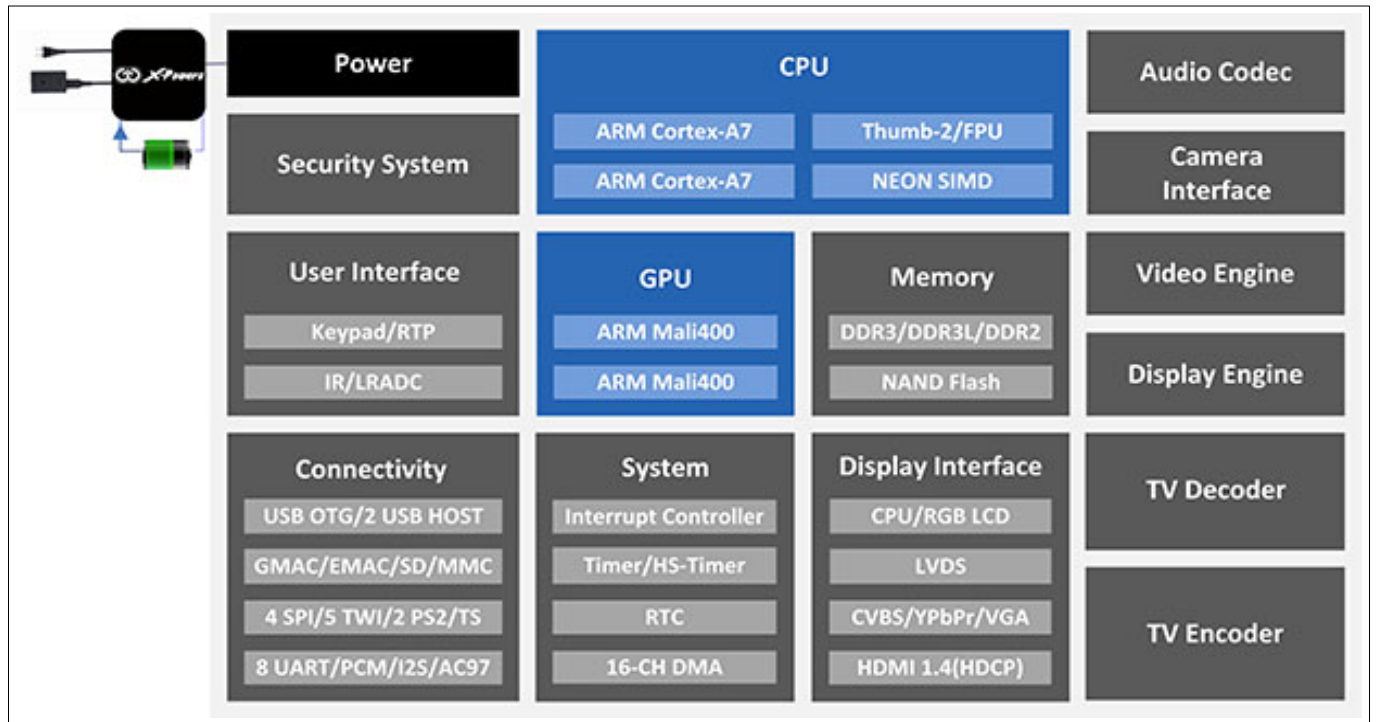 X-Powers
Power
Security System
CPU
ARM Cortex-A7
Thumb-2/FPU
ARM Cortex-A7
NEON SIMD
Audio Codec
Camera
Interface
User Interface
Keypad/RTP
IR/LRADC
GPU
ARM Mali400
ARM Mali400
Memory
DDR3/DDR3L/DDR2
NAND Flash
Video Engine
Display Engine
Connectivity
USB OTG/2 USB HOST
GMAC/EMAC/SD/MMC
4 SPI/5 TWI/2 PS2/TS
8 UART/PCM/I2S/AC97
System
Interrupt Controller
Timer/HS-Timer
RTC
16-CH DMA
Display Interface
CPU/RGB LCD
LVDS
CVBS/YPbPr/VGA
HDMI 1.4(HDCP)
TV Decoder
TV Encoder